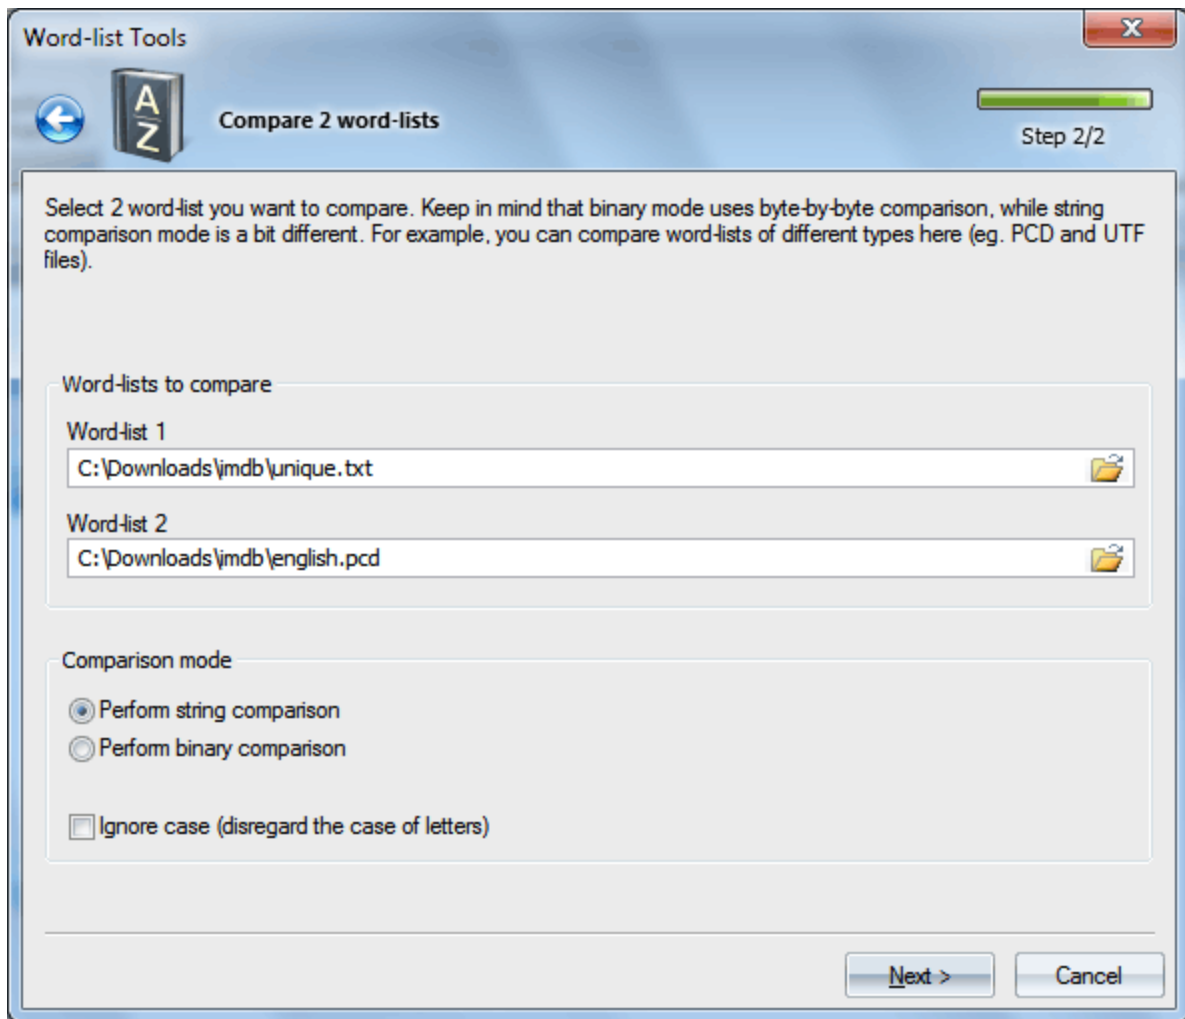 Word-list Tools
A
Z
Compare 2 word-lists
Step 2/2
Select 2 word-list you want to compare. Keep in mind that binary mode uses byte-by-byte comparison, while string
comparison mode is a bit different. For example, you can compare word-lists of different types here (eg. PCD and UTF
files).
Word-lists to compare
Word-list 1
C:\Downloads\imdb\unique.txt
Word-list 2
C:\Downloads\imdb\english.pcd
Comparison mode
Perform string comparison
Perform binary comparison
Ignore case (disregard the case of letters)
Next >
Cancel